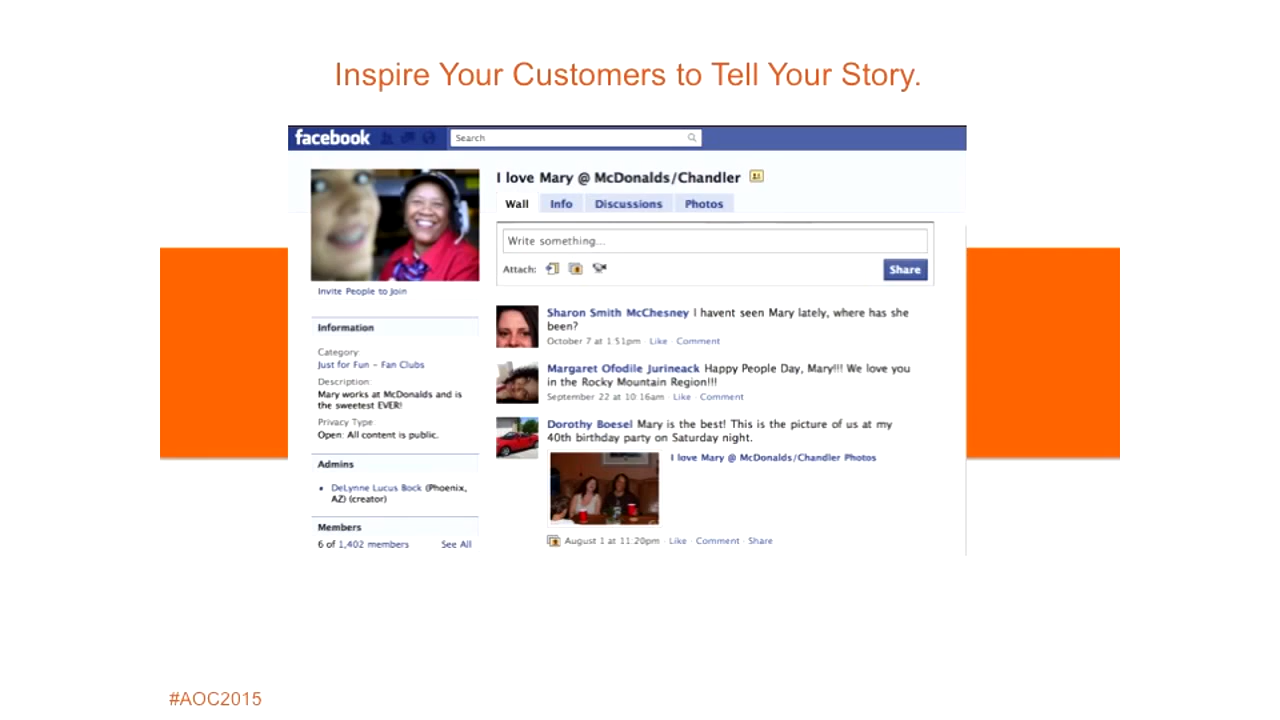 Inspire Your Customers to Tell Your Story.
facebook
Search
I love Mary @ McDonalds/Chandler
Wall Info Discussions Photos
Write something...
Attach:
Share
Invite People to Join
Information
Category:
Just for Fun - Fan Clubs
Description:
Mary works at McDonalds and is
the sweetest EVER!
Privacy Type:
Open: All content is public.
Admins
• DeLynne Lucus Bock (Phoenix,
AZ) (creator)
Members
6 of 1,402 members See All
Sharon Smith McChesney I havent seen Mary lately, where has she
been?
October 7 at 1:51pm · Like · Comment
Margaret Ofodile Jurineack Happy People Day, Mary!!! We love you
in the Rocky Mountain Region!!!
September 22 at 10:16am · Like · Comment
Dorothy Boesel Mary is the best! This is the picture of us at my
40th birthday party on Saturday night.
I love Mary @ McDonalds/Chandler Photos
August 1 at 11:20pm · Like · Comment · Share
#AOC2015